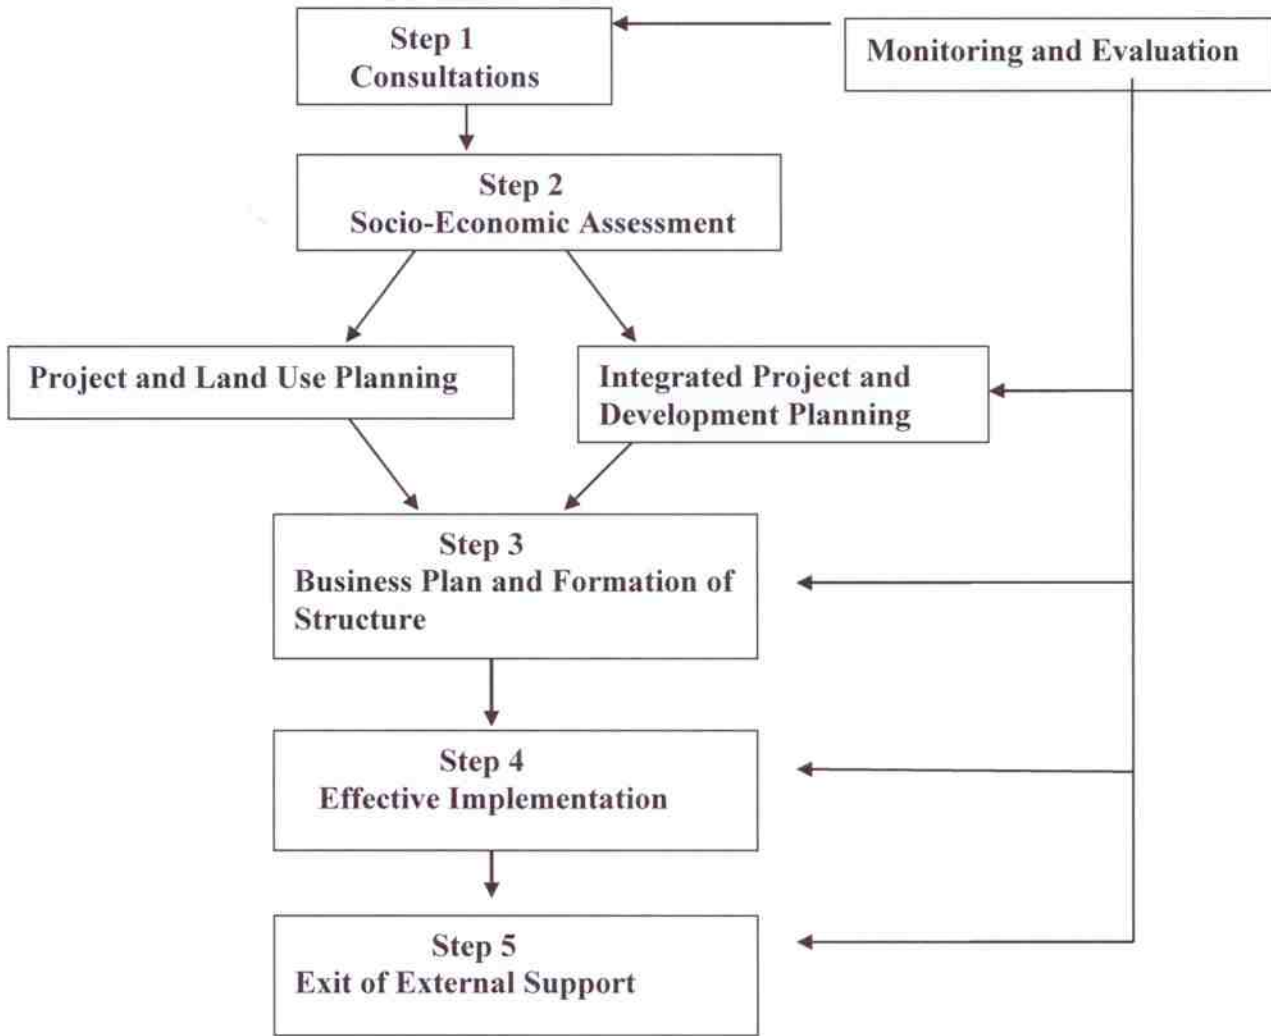 Step 1
Consultations
Monitoring and Evaluation
Step 2
Socio-Economic Assessment
Project and Land Use Planning
Integrated Project and
Development Planning
Step 3
Business Plan and Formation of
Structure
Step 4
Effective Implementation
Step 5
Exit of External Support